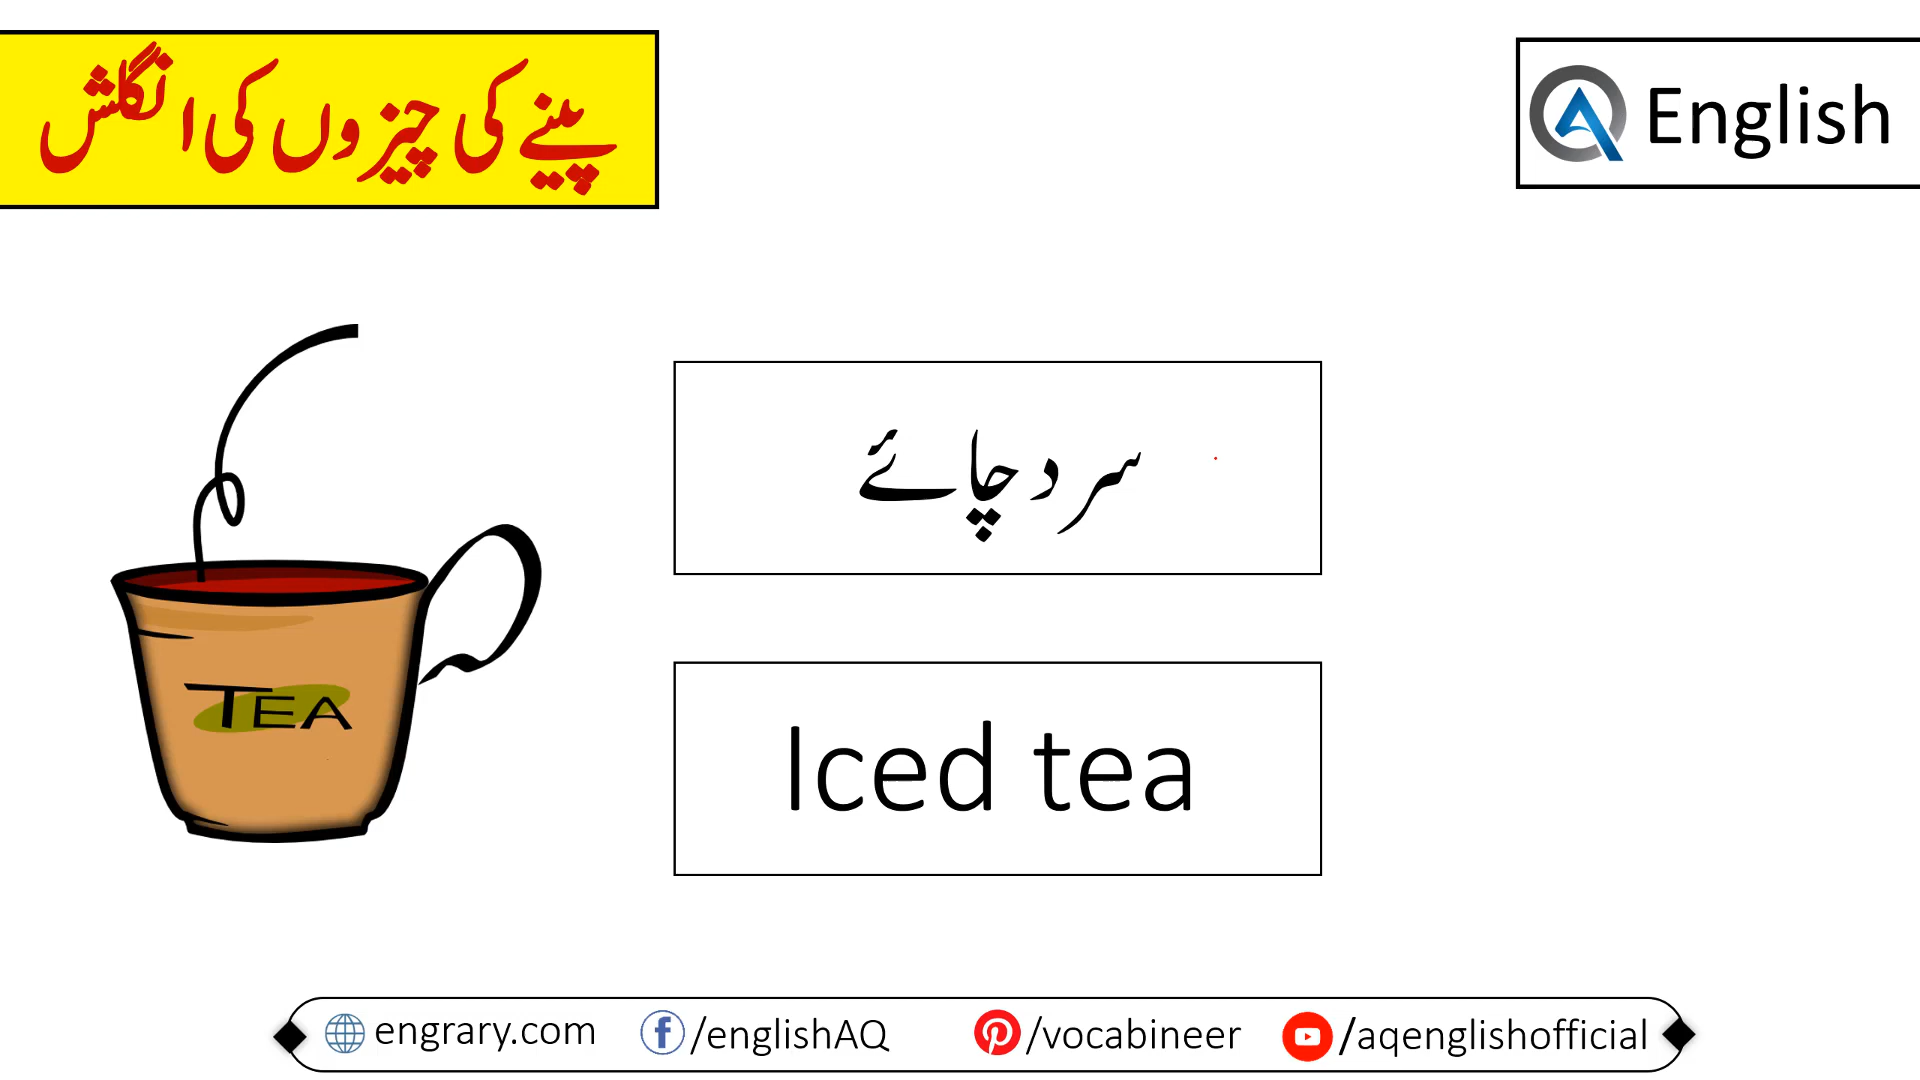 پینے کی چیزوں کی انگلش
English
سرد چائے
TEA
Iced tea
engrary.com /englishAQ /vocabineer /aqenglishofficial